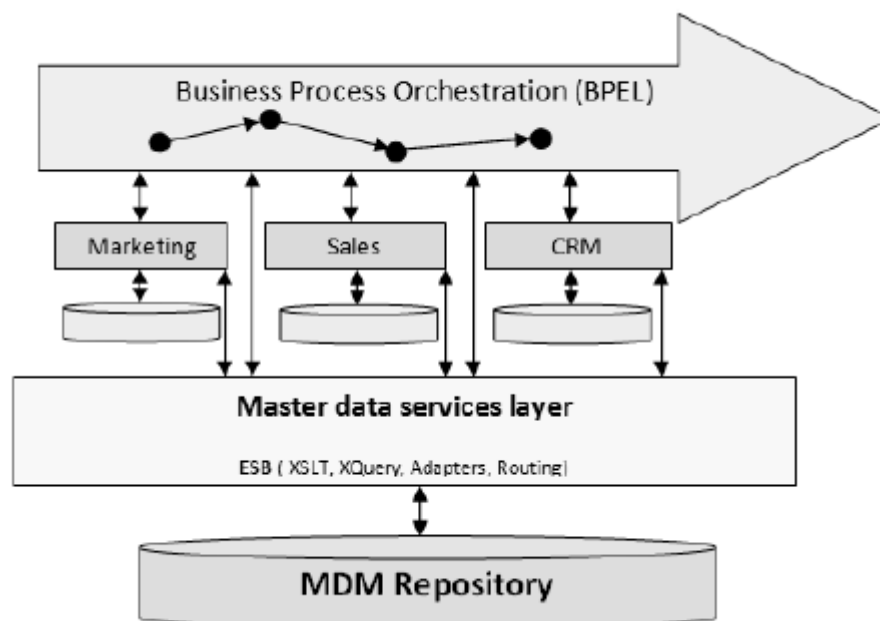 Business Process Orchestration (BPEL)
Marketing
Sales
CRM
Master data services layer
ESB ( XSLT, XQuery, Adapters, Routing)
MDM Repository